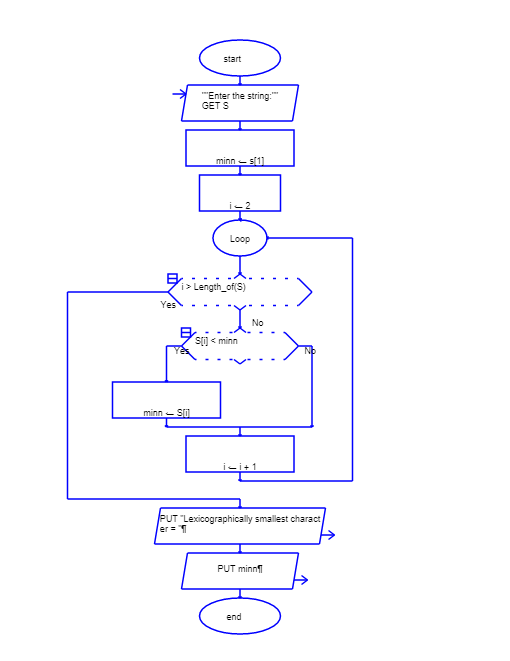 start
""Enter the string:""
GET S
minn ← s[1]
i ← 2
Loop
i > Length_of(S)
Yes
No
S[i] < minn
Yes
No
minn ← S[i]
i ← i + 1
PUT "Lexicographically smallest charact
er = "¶
PUT minn¶
end